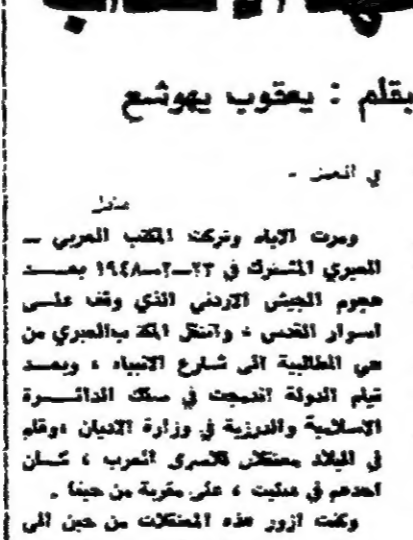 بقلم : يعقوب يهوشع
في
ومرت الايام وتركت المكتب العربي –
العبري المشترك في ٢٣–٢–١٩٤٨ بعد
هجوم الجيش الاردني الذي وقف على
اسوار القدس ، وانتقل العبري من
حي الطالبية الى شارع الانبياء ، وبعد
قيام الدولة اندمجت في سلك الدائرة
الاسلامية والدرزية في وزارة الاديان ، وقام
في البلاد معتقلان للاسرى العرب ، كان
احدهم في عتليت ، على مقربة من حيفا .
وكنت ازور هذه المعتقلات من حين الى